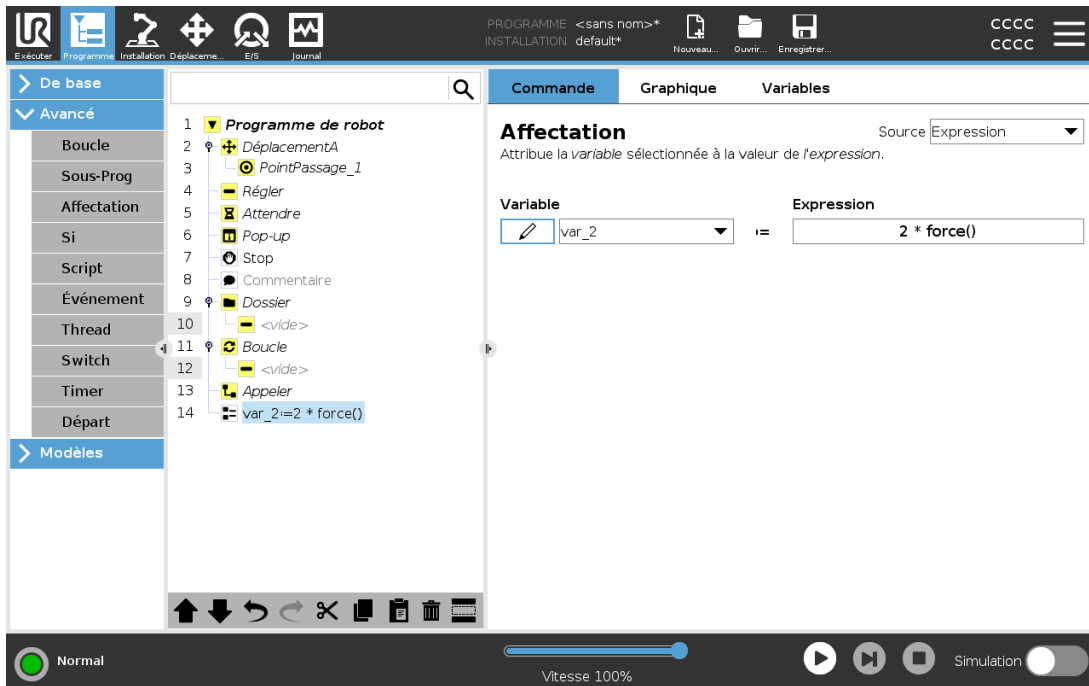 UR
Exécuter
Programme
Installation
Déplaceme...
E/S
Journal
PROGRAMME <sans nom>*
INSTALLATION default*
Nouveau...
Ouvrir...
Enregistrer...
CCCC
CCCC
De base
Avancé
Boucle
Sous-Prog
Affectation
Si
Script
Événement
Thread
Switch
Timer
Départ
Modèles
1 Programme de robot
2 DéplacementA
3 PointPassage_1
4 Régler
5 Attendre
6 Pop-up
7 Stop
8 Commentaire
9 Dossier
10 <vide>
11 Boucle
12 <vide>
13 Appeler
14 var_2:=2 * force()
Commande
Graphique
Variables
Affectation
Source Expression
Attribue la variable sélectionnée à la valeur de l'expression.
Variable
Expression
var_2 := 2 * force()
Normal
Vitesse 100%
Simulation